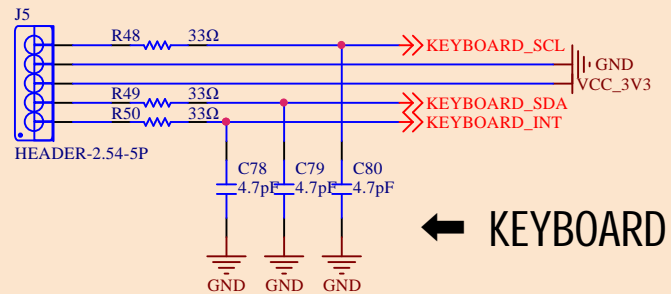 J5
R48 33Ω KEYBOARD_SCL
GND
VCC_3V3
R49 33Ω KEYBOARD_SDA
R50 33Ω KEYBOARD_INT
HEADER-2.54-5P
C78 C79 C80
4.7pF 4.7pF 4.7pF
KEYBOARD
GND GND GND